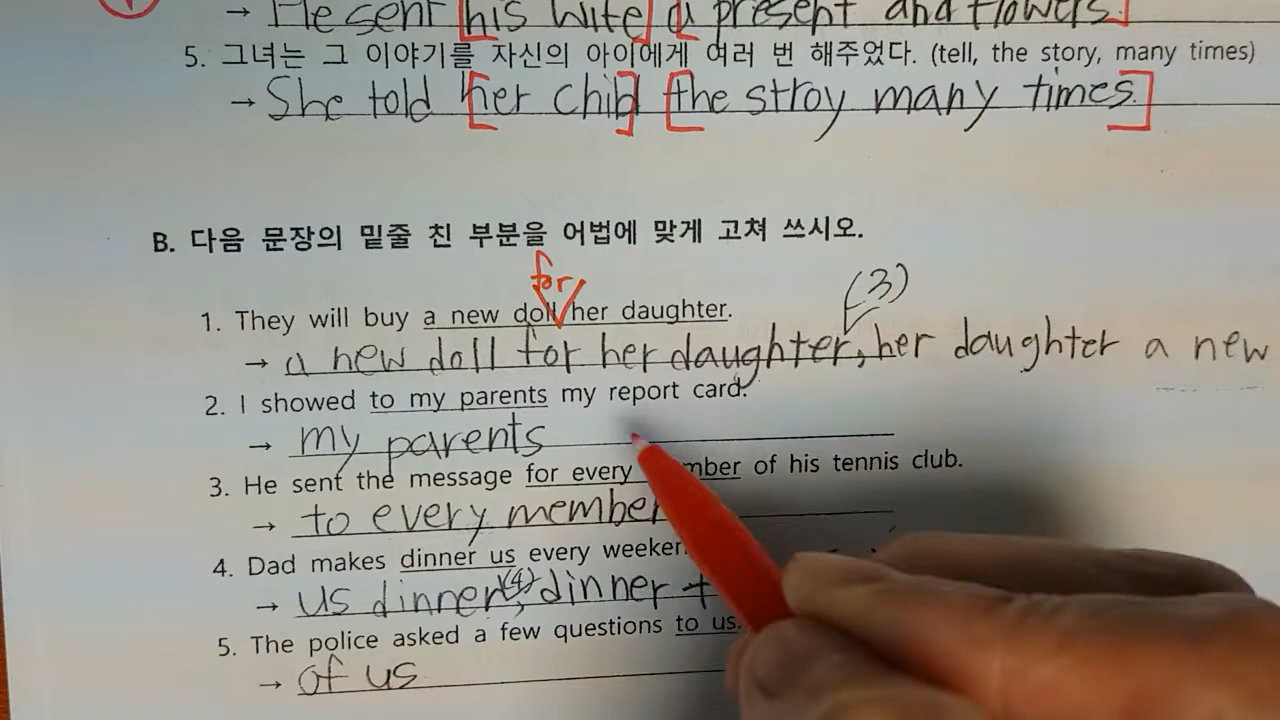 → He sent his wife a present and flowers.
5. 그녀는 그 이야기를 자신의 아이에게 여러 번 해주었다. (tell, the story, many times)
→ She told her chid the stroy many times.
B. 다음 문장의 밑줄 친 부분을 어법에 맞게 고쳐 쓰시오.
for
(3)
1. They will buy a new doll her daughter.
→ a new doll for her daughter, her daughter a new
2. I showed to my parents my report card.
→ my parents
3. He sent the message for every member of his tennis club.
→ to every member
4. Dad makes dinner us every
→ us dinner, (4) dinner
5. The police asked a few questions to us.
→ of us